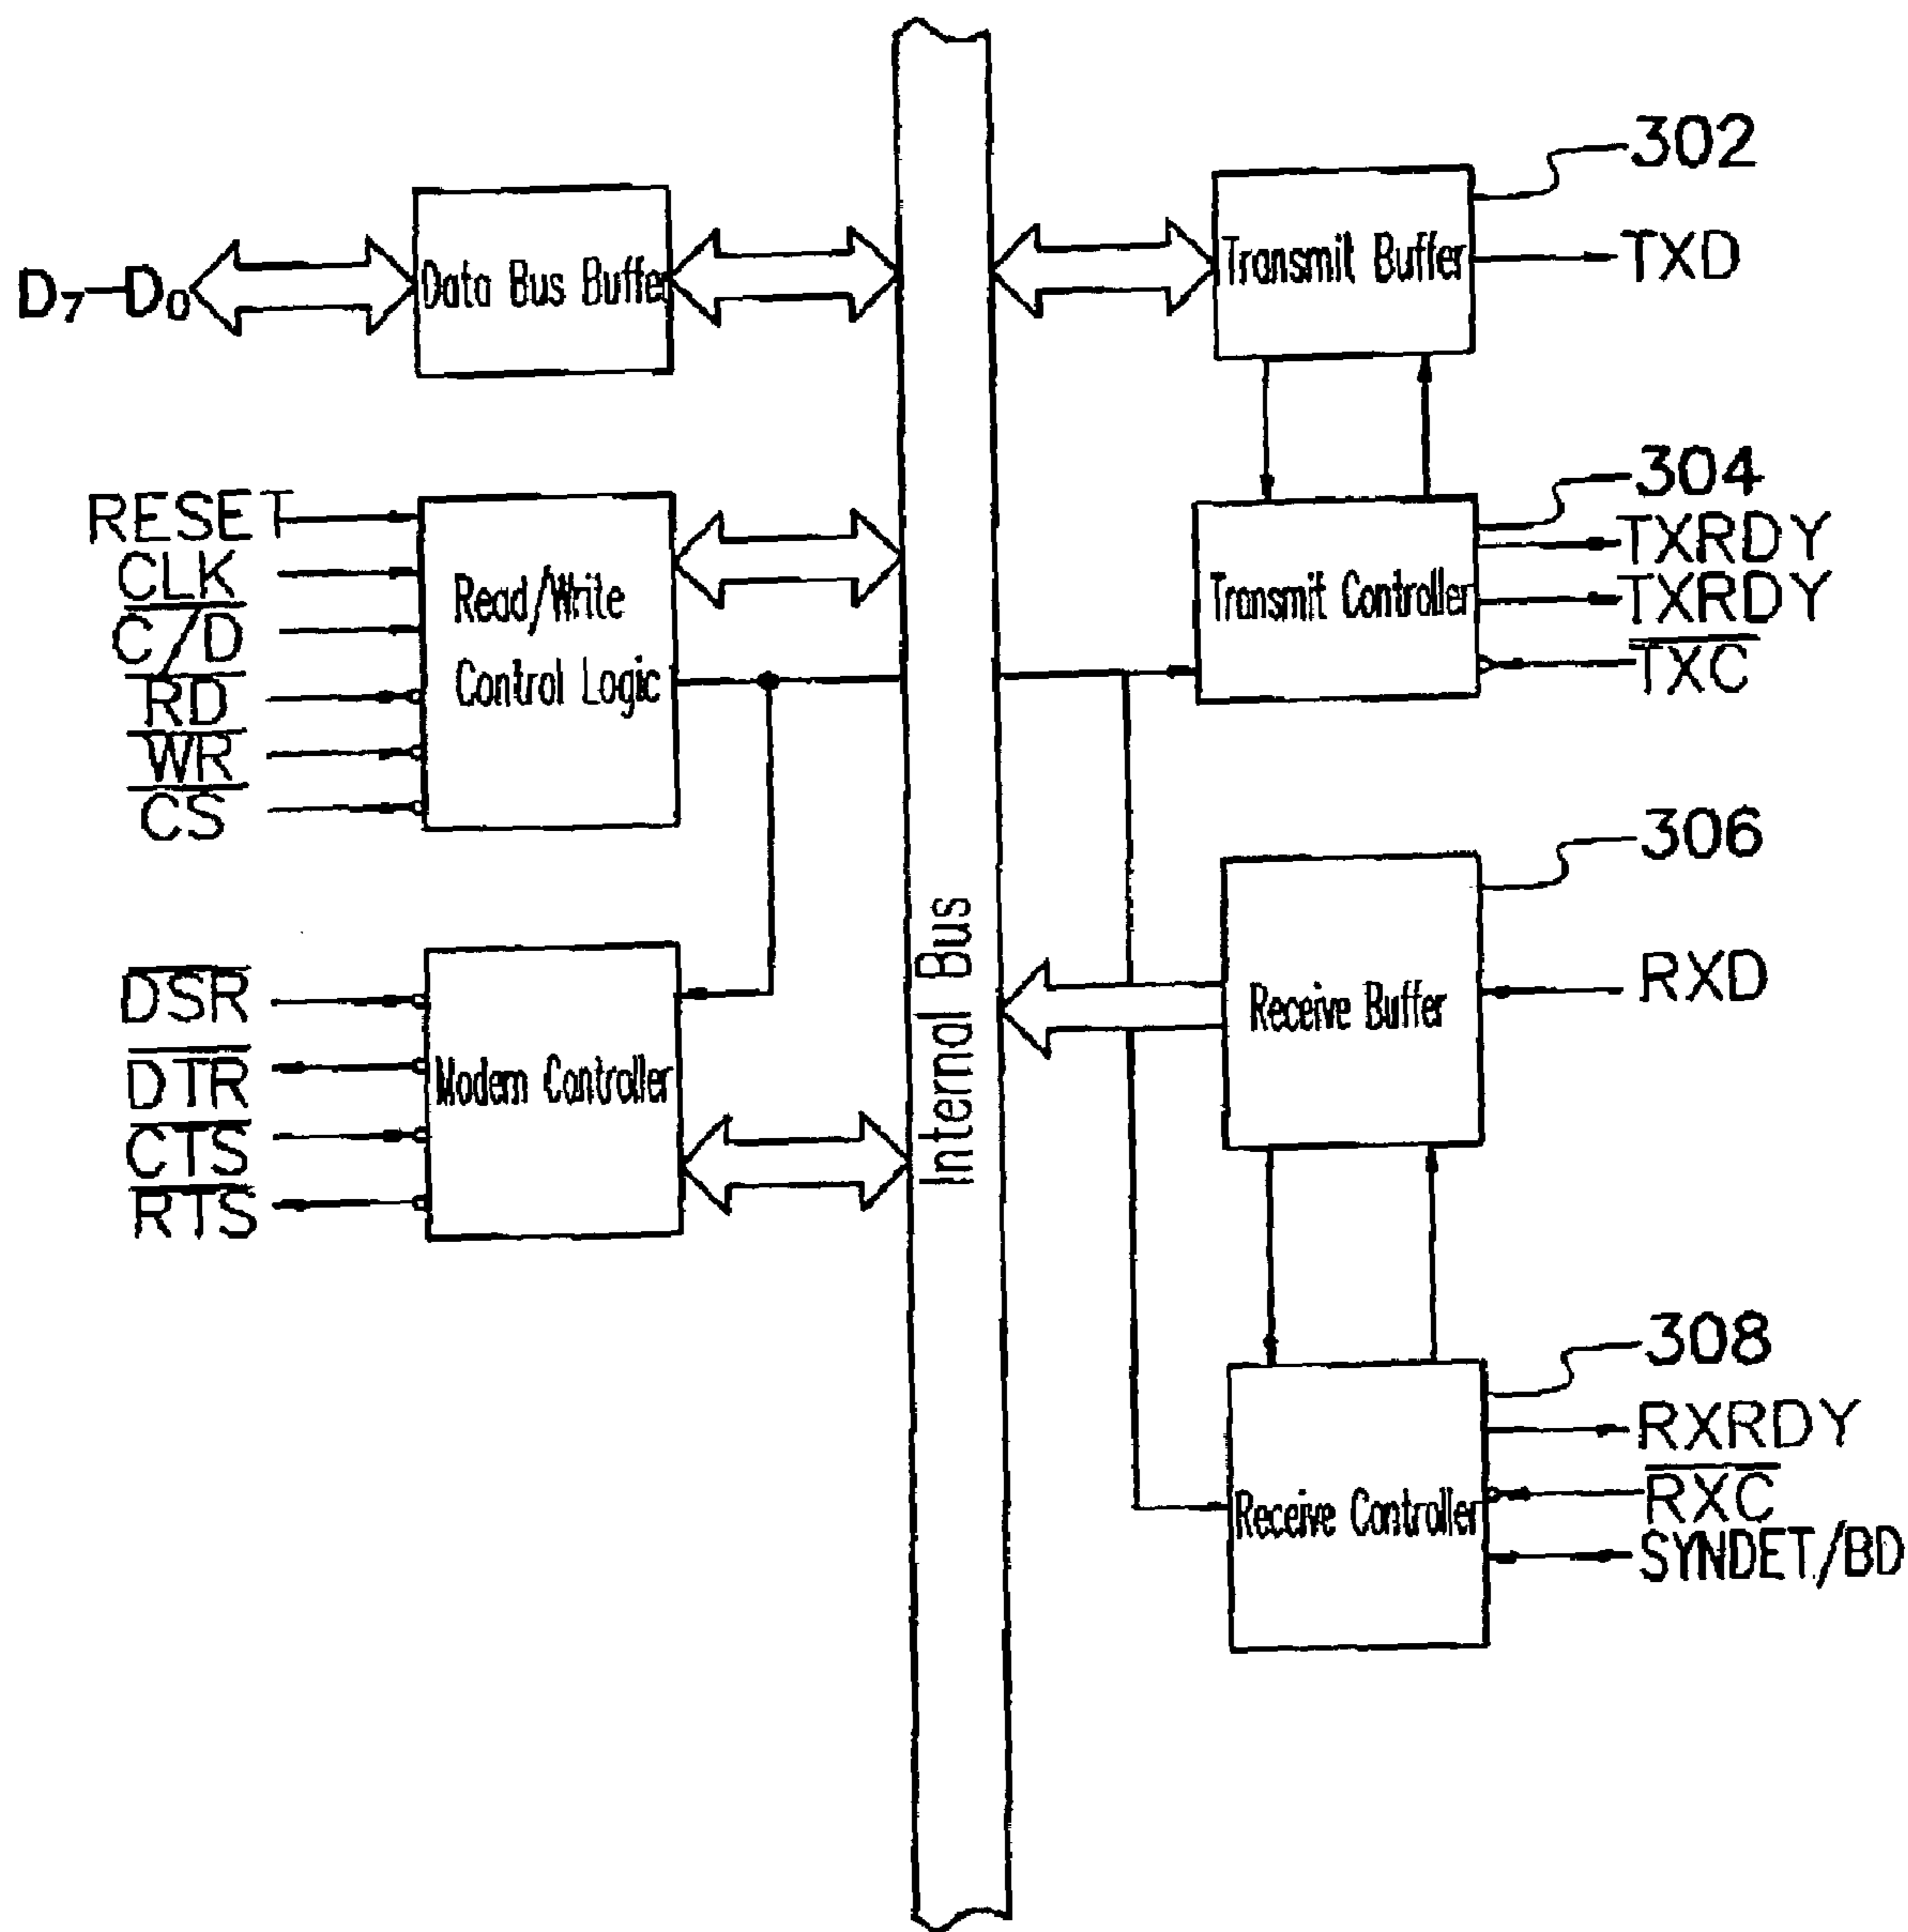 302
D7-D0
Data Bus Buffer
Transmit Buffer
TXD
RESET
CLK
C/D
RD
WR
CS
Read/Write
Control Logic
304
Transmit Controller
TXRDY
TXRDY
TXC
306
Receive Buffer
RXD
DSR
DTR
CTS
RTS
Modem Controller
Internal Bus
308
Receive Controller
RXRDY
RXC
SYNDET/BD